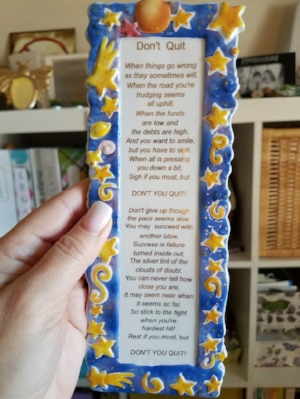 Don't Quit
When things go wrong
as they sometimes will,
When the road you're
trudging seems
all uphill,
When the funds
are low and
the debts are high,
And you want to smile,
but you have to sigh,
When all is pressing
you down a bit,
Sigh if you must, but
DON'T YOU QUIT!
Don't give up though
the pace seems slow.
You may succeed with
another blow.
Success is failure
turned inside out.
The silver tint of the
clouds of doubt.
You can never tell how
close you are,
It may seem near when
it seems so far.
So stick to the fight
when you're
hardest hit!
Rest if you must, but
DON'T YOU QUIT!